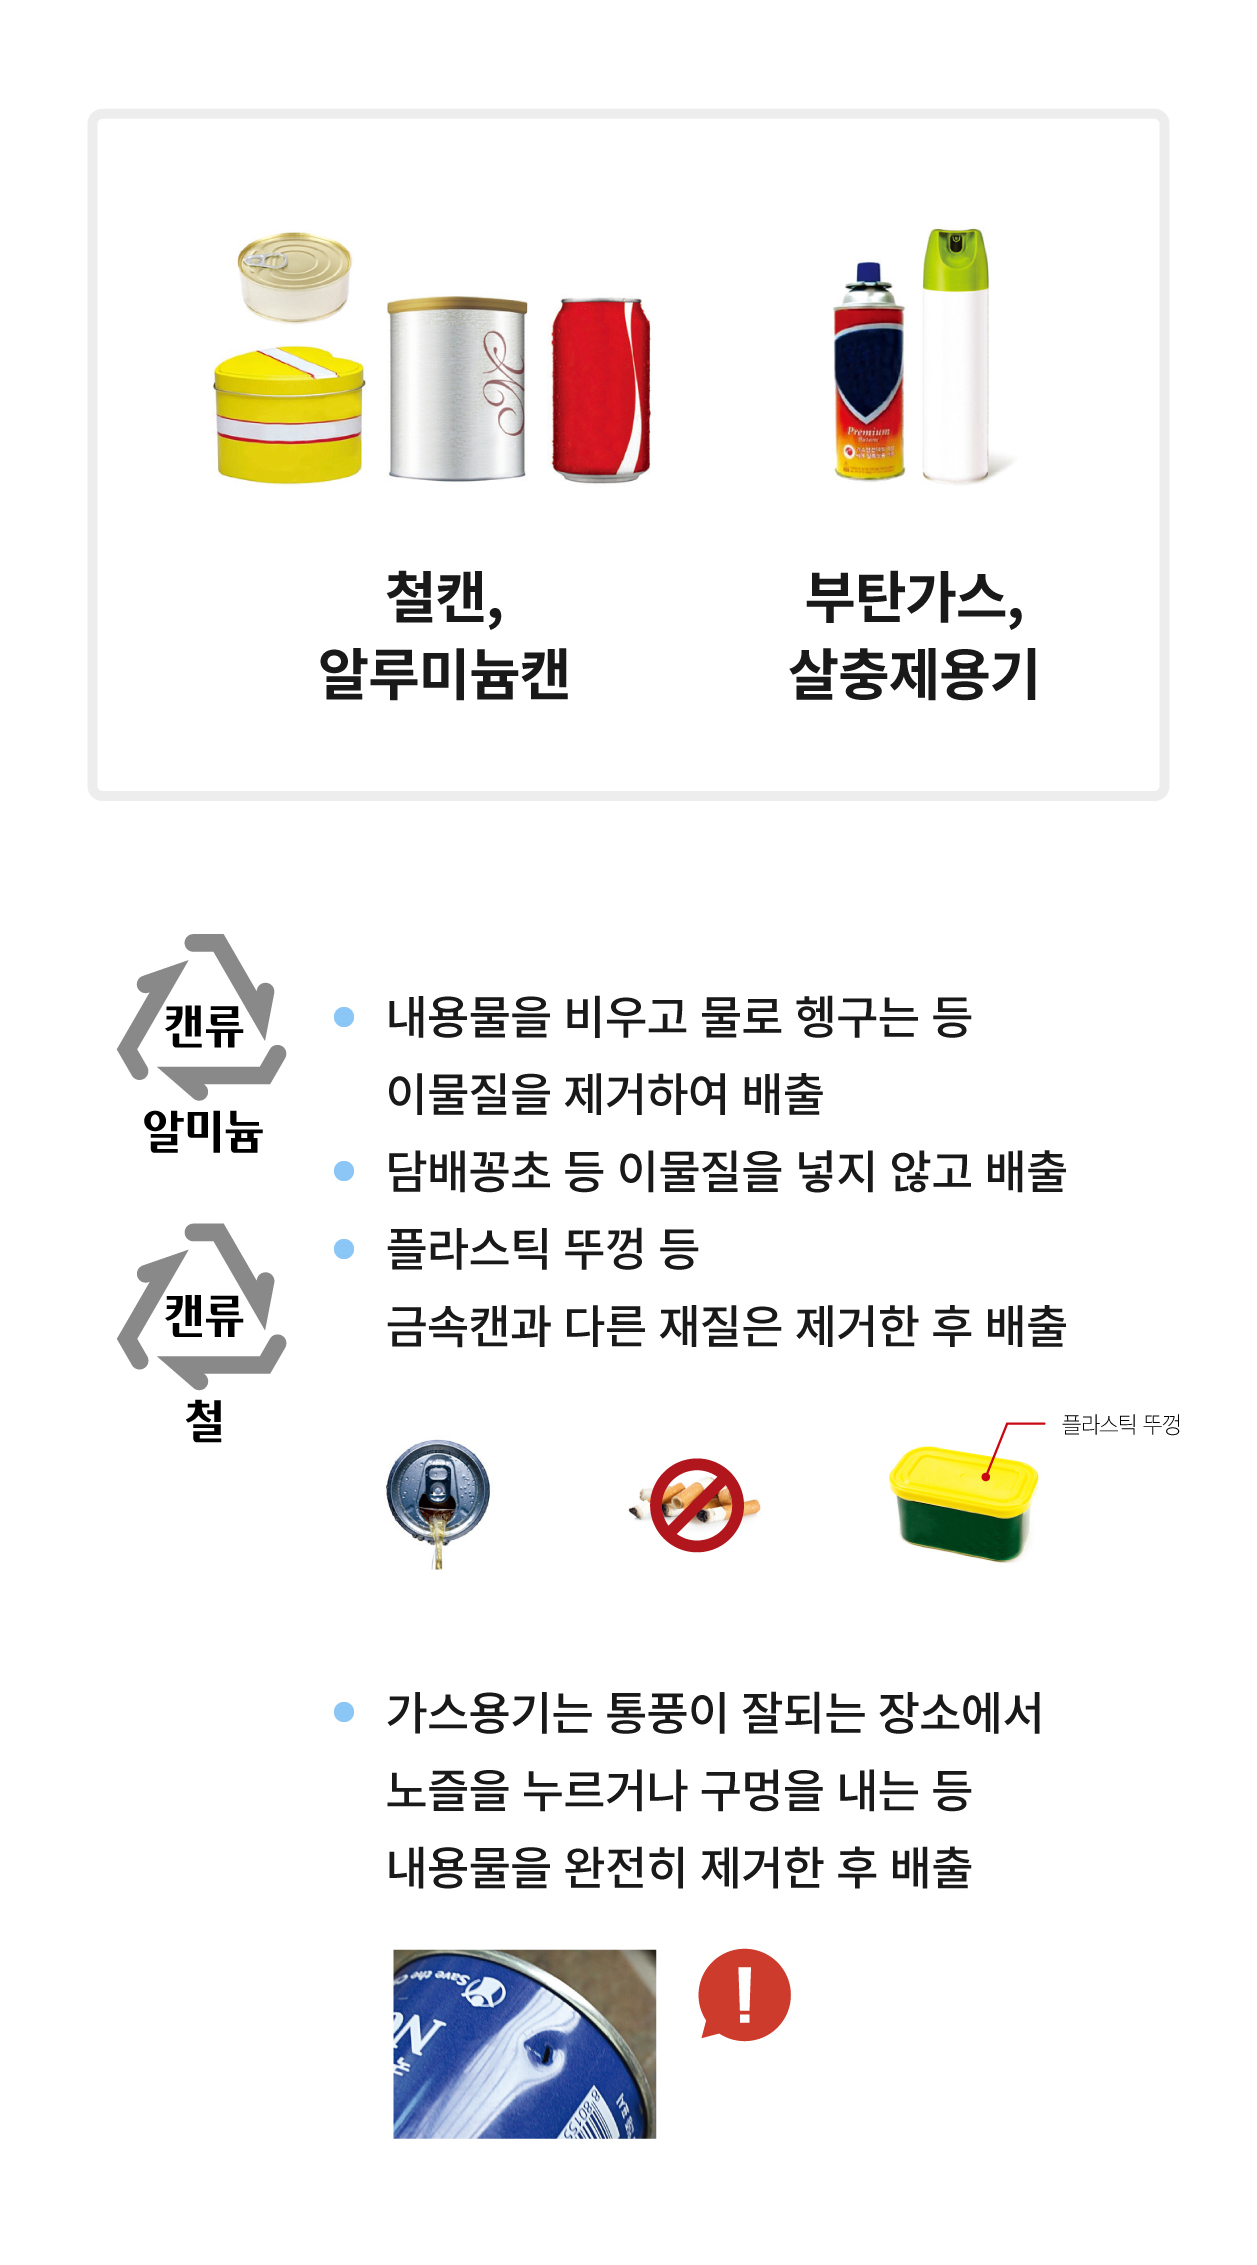 Premium
Butane
철캔,
알루미늄캔
부탄가스,
살충제용기
캔류
알미늄
내용물을 비우고 물로 헹구는 등
이물질을 제거하여 배출
담배꽁초 등 이물질을 넣지 않고 배출
플라스틱 뚜껑 등
금속캔과 다른 재질은 제거한 후 배출
캔류
철
플라스틱 뚜껑
가스용기는 통풍이 잘되는 장소에서
노즐을 누르거나 구멍을 내는 등
내용물을 완전히 제거한 후 배출
Save the
!